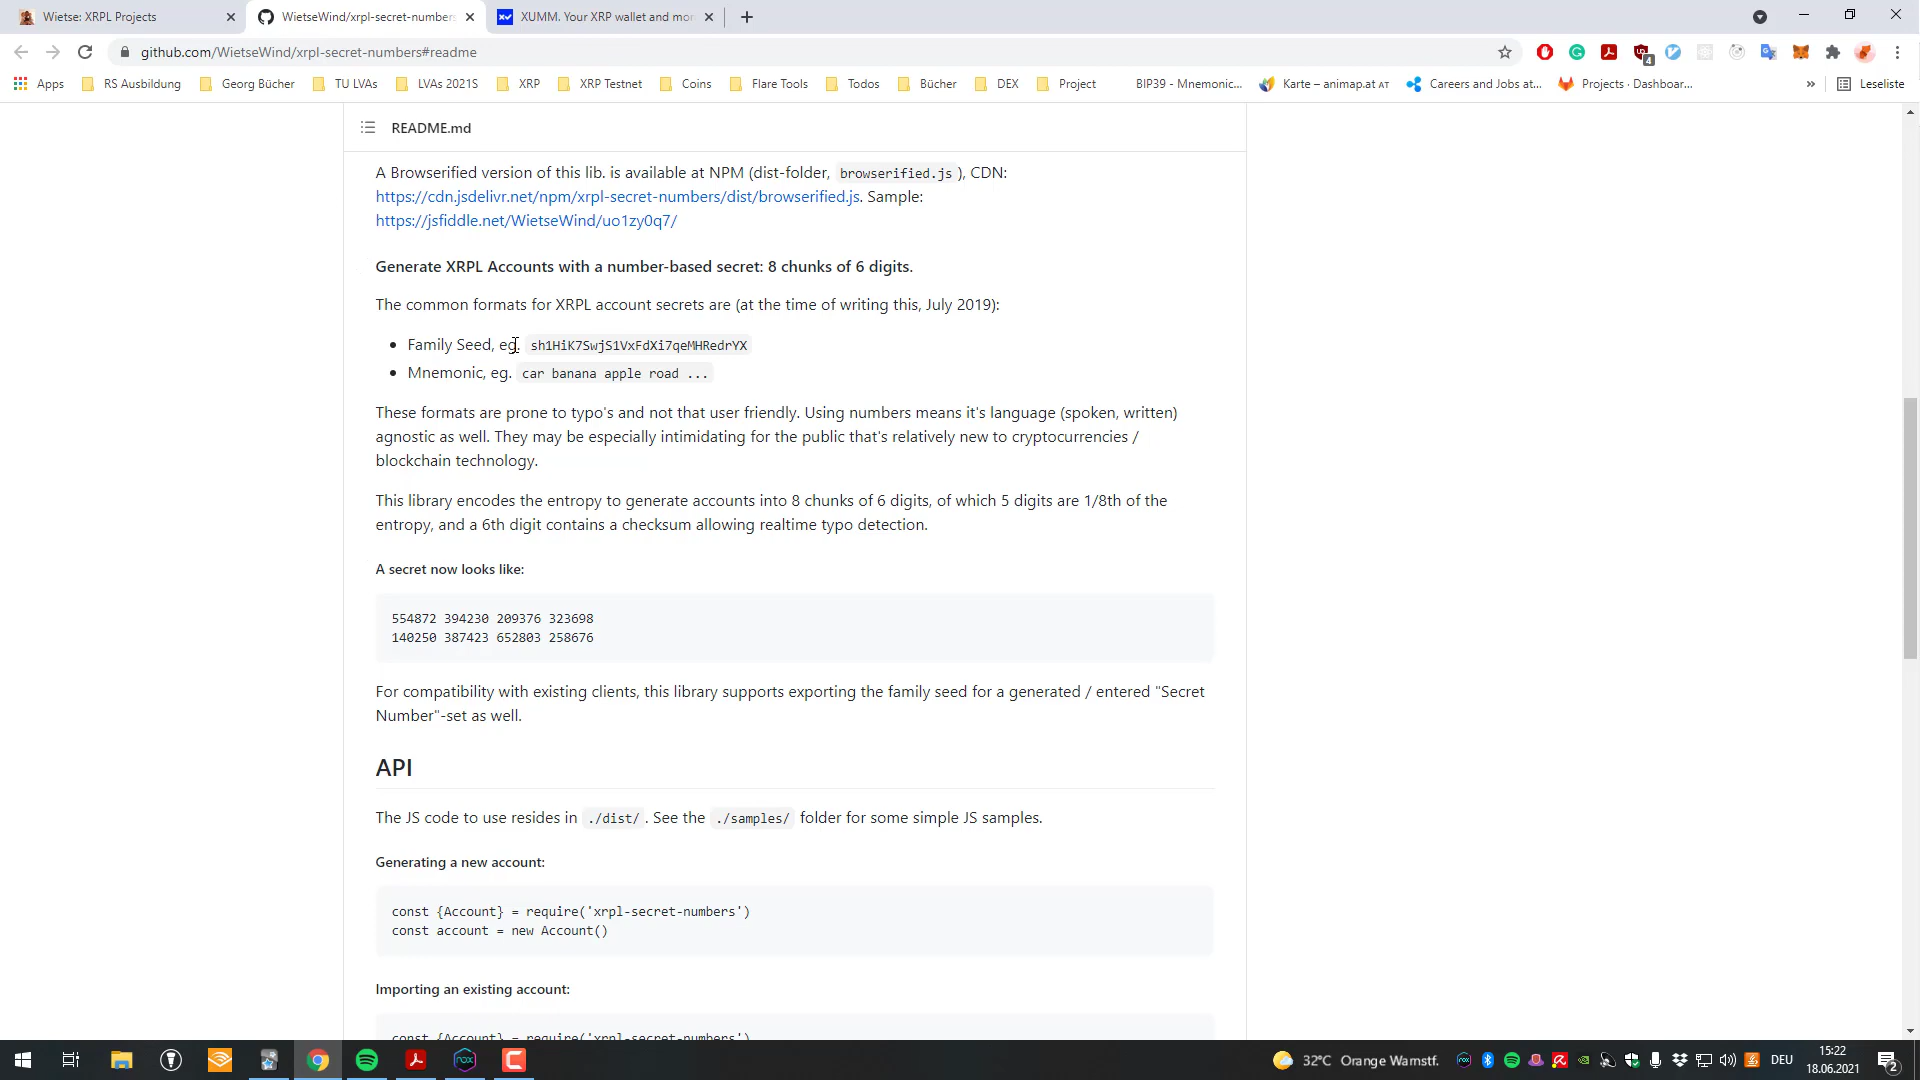 Wietse: XRPL Projects
WietseWind/xrpl-secret-numbers
XUMM. Your XRP wallet and mor
github.com/WietseWind/xrpl-secret-numbers#readme
4
Apps RS Ausbildung Georg Bücher TU LVAs LVAs 2021S XRP XRP Testnet Coins Flare Tools Todos Bücher DEX Project BIP39 - Mnemonic... Karte – animap.at AT Careers and Jobs at... Projects · Dashboar... » Leseliste
README.md
A Browserified version of this lib. is available at NPM (dist-folder, browserified.js ), CDN:
https://cdn.jsdelivr.net/npm/xrpl-secret-numbers/dist/browserified.js. Sample:
https://jsfiddle.net/WietseWind/uo1zy0q7/
Generate XRPL Accounts with a number-based secret: 8 chunks of 6 digits.
The common formats for XRPL account secrets are (at the time of writing this, July 2019):
Family Seed, eg. sh1HiK7SwjS1VxFdXi7qeMHRedrYX
Mnemonic, eg. car banana apple road ...
These formats are prone to typo's and not that user friendly. Using numbers means it's language (spoken, written)
agnostic as well. They may be especially intimidating for the public that's relatively new to cryptocurrencies /
blockchain technology.
This library encodes the entropy to generate accounts into 8 chunks of 6 digits, of which 5 digits are 1/8th of the
entropy, and a 6th digit contains a checksum allowing realtime typo detection.
A secret now looks like:
554872 394230 209376 323698
140250 387423 652803 258676
For compatibility with existing clients, this library supports exporting the family seed for a generated / entered "Secret
Number"-set as well.
API
The JS code to use resides in ./dist/ . See the ./samples/ folder for some simple JS samples.
Generating a new account:
const {Account} = require('xrpl-secret-numbers')
const account = new Account()
Importing an existing account:
const {Account} = require('xrpl-secret-numbers')
32°C Orange Warnstf. DEU
15:22
18.06.2021
2